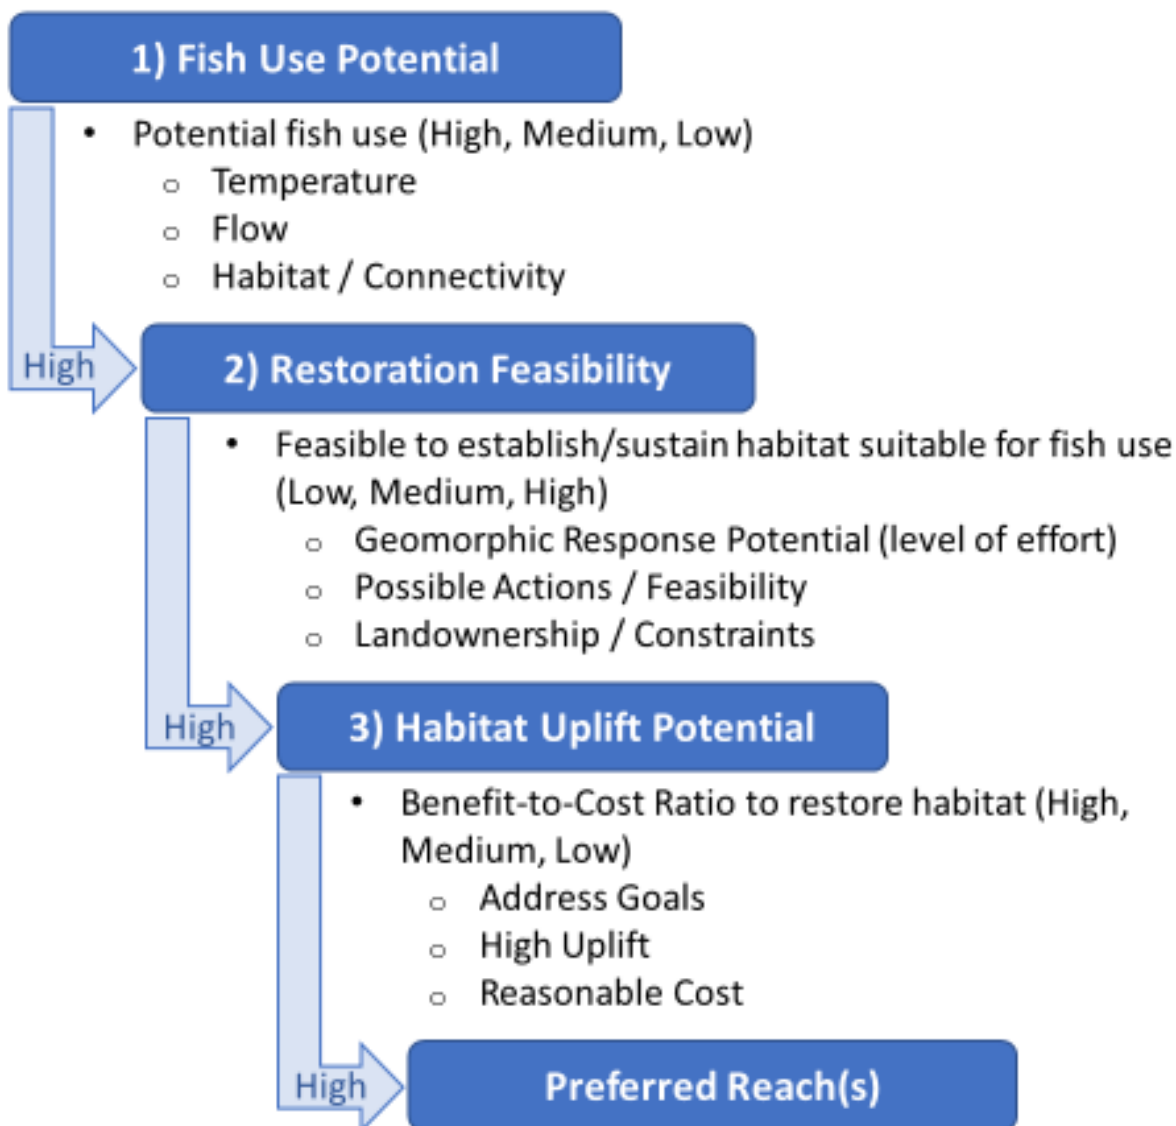 1) Fish Use Potential
• Potential fish use (High, Medium, Low)
o Temperature
o Flow
o Habitat / Connectivity
High
2) Restoration Feasibility
• Feasible to establish/sustain habitat suitable for fish use
(Low, Medium, High)
o Geomorphic Response Potential (level of effort)
o Possible Actions / Feasibility
o Landownership / Constraints
High
3) Habitat Uplift Potential
• Benefit-to-Cost Ratio to restore habitat (High,
Medium, Low)
o Address Goals
o High Uplift
o Reasonable Cost
High
Preferred Reach(s)